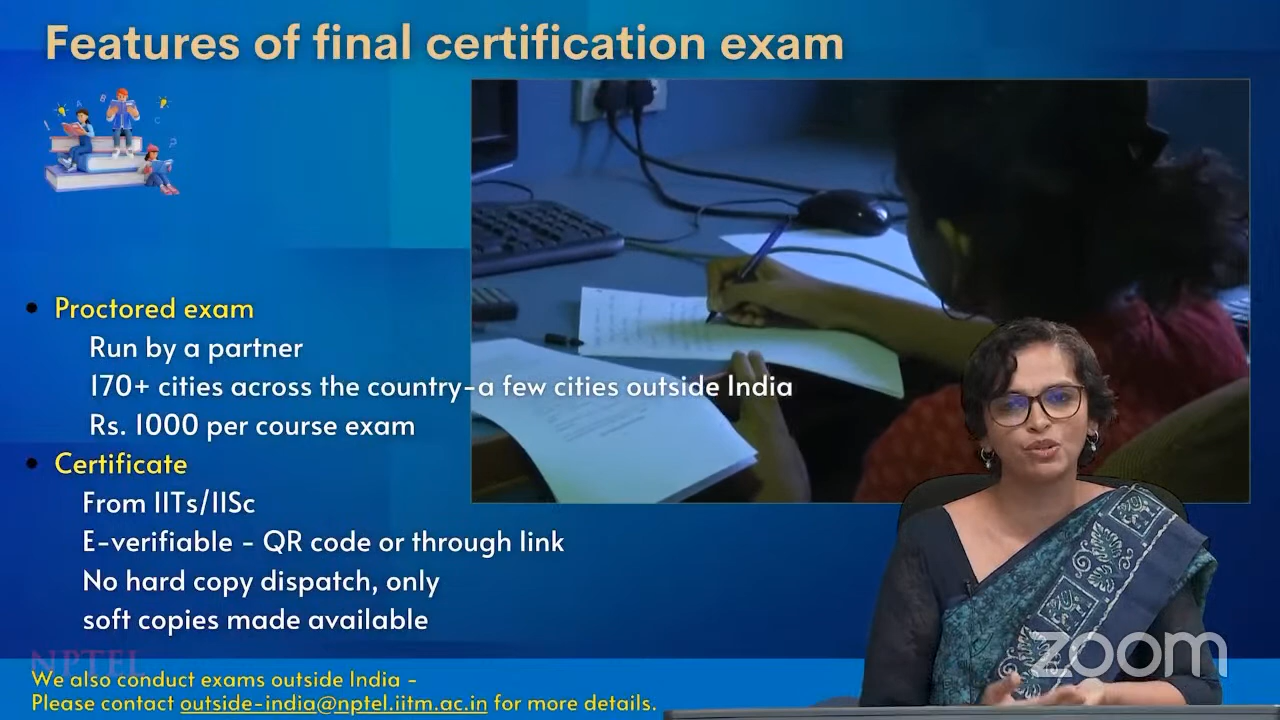 Features of final certification exam
Proctored exam
Run by a partner
170+ cities across the country-a few cities outside India
Rs. 1000 per course exam
Certificate
From IITs/IISc
E-verifiable - QR code or through link
No hard copy dispatch, only
soft copies made available
NPTEL
We also conduct exams outside India -
Please contact outside-india@nptel.iitm.ac.in for more details.
zoom